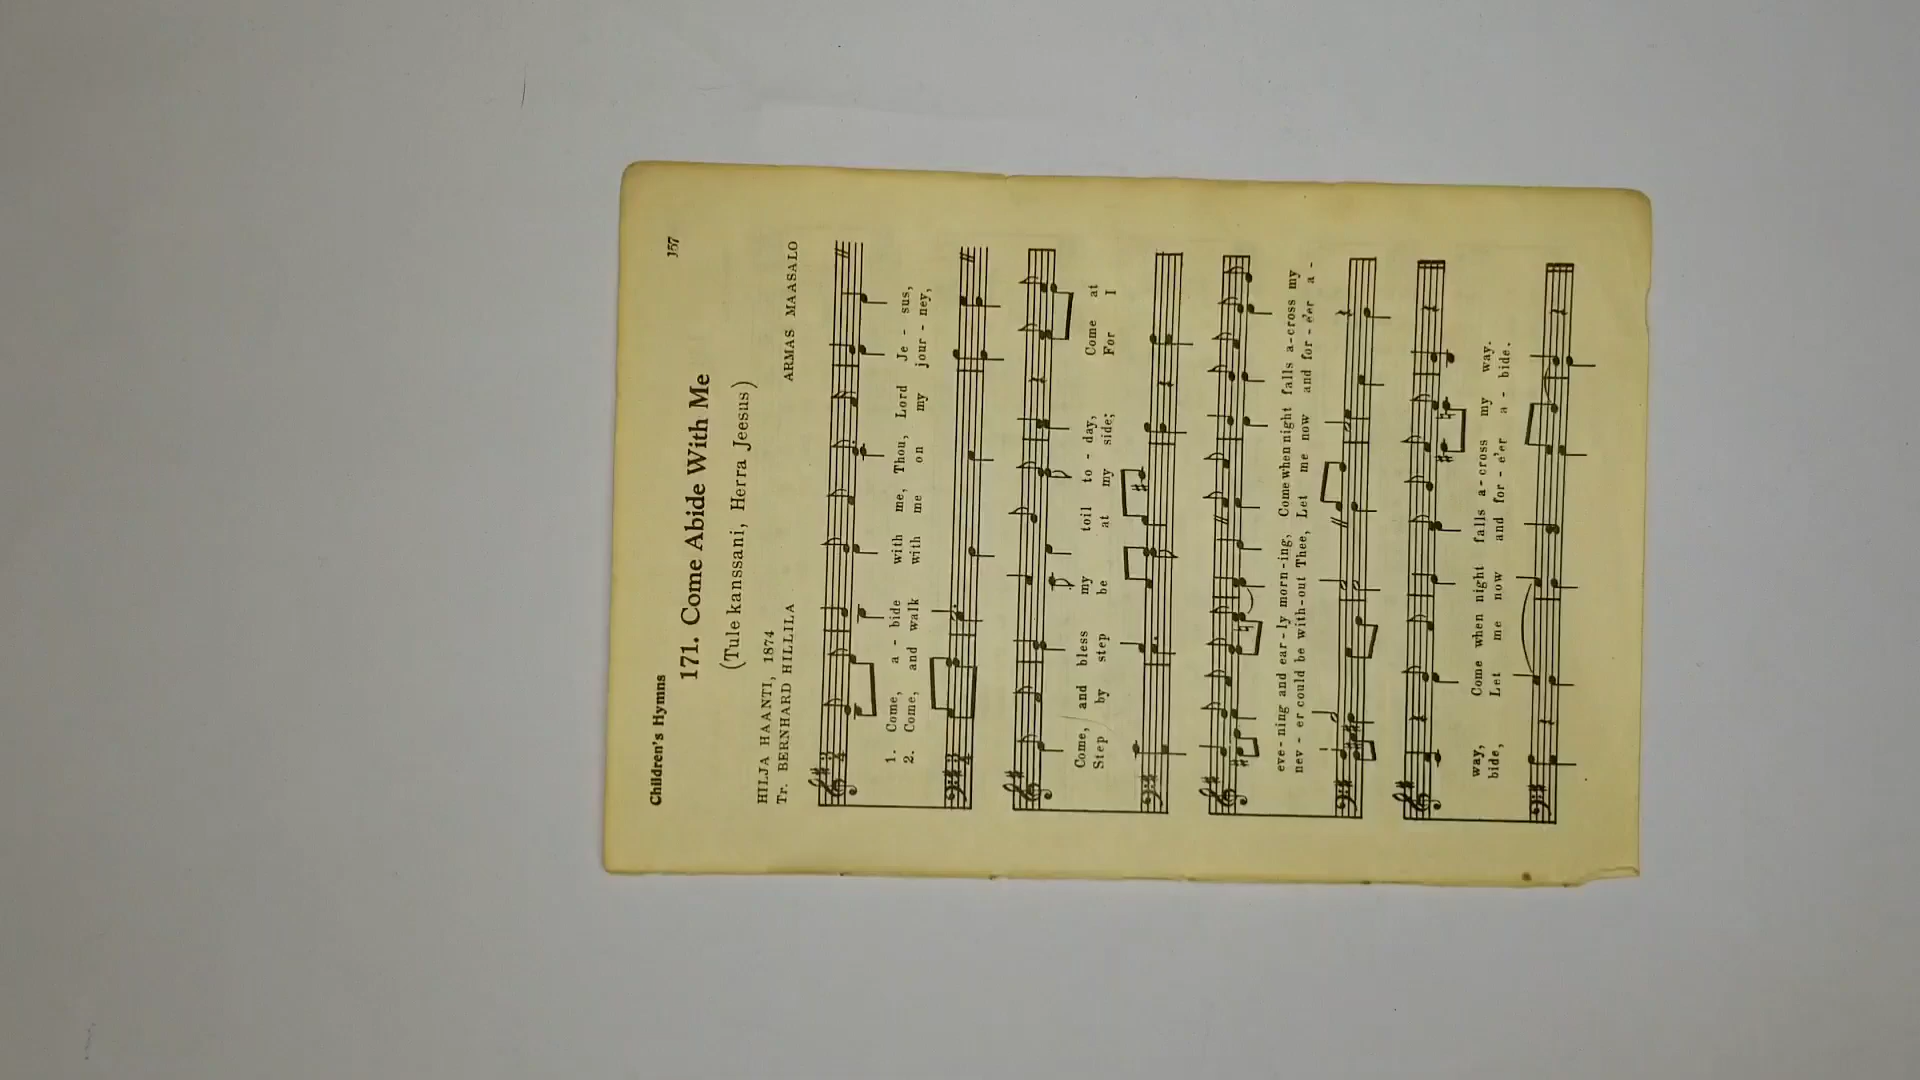 Children's Hymns 157
171. Come Abide With Me
(Tule kanssani, Herra Jeesus)
HILJA HAANTI, 1874
Tr. BERNHARD HILLILA ARMAS MAASALO
1. Come, a - bide with me, Thou, Lord Je - sus,
2. Come, and walk with me on my jour - ney,
Come, and bless my toil to - day, Come at
Step by step be at my side; For I
eve - ning and ear - ly morn - ing, Come when night falls a - cross my
nev - er could be with - out Thee, Let me now and for - e'er a -
way, Come when night falls a - cross my way.
bide, Let me now and for - e'er a - bide.